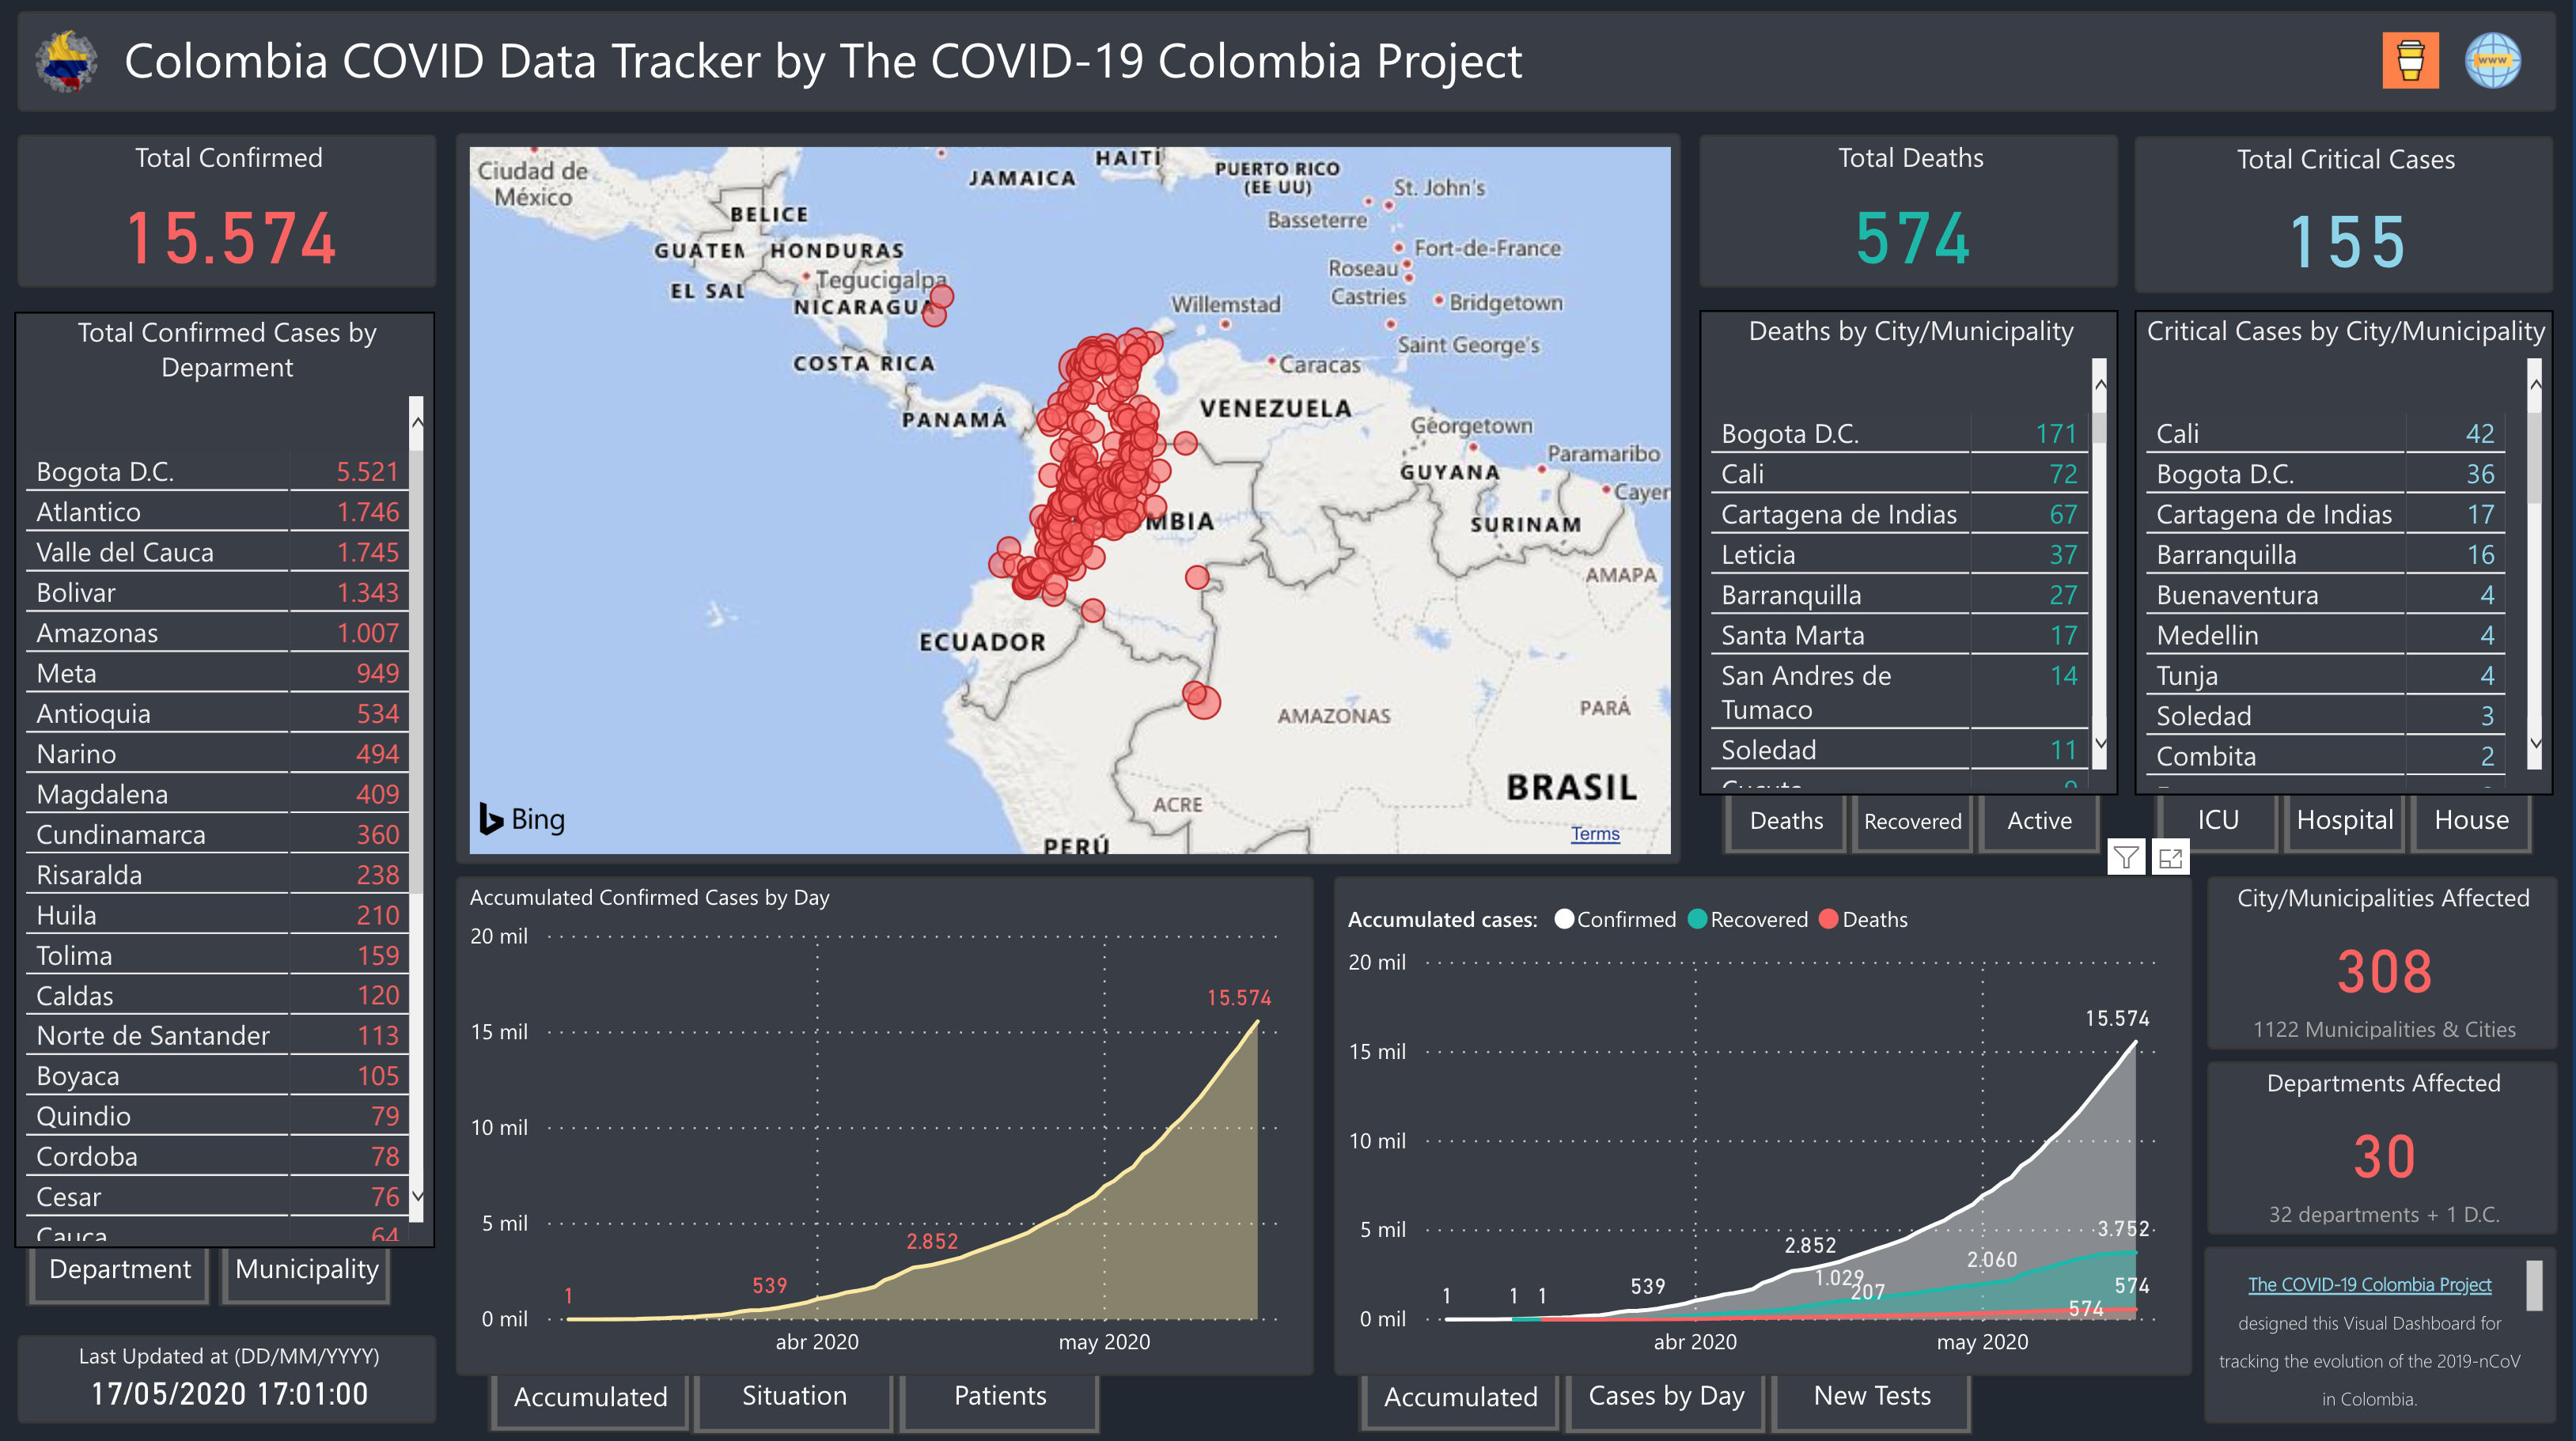 Colombia COVID Data Tracker by The COVID-19 Colombia Project
www
Total Confirmed
15.574
Total Confirmed Cases by
Deparment
Bogota D.C. 5.521
Atlantico 1.746
Valle del Cauca 1.745
Bolivar 1.343
Amazonas 1.007
Meta 949
Antioquia 534
Narino 494
Magdalena 409
Cundinamarca 360
Risaralda 238
Huila 210
Tolima 159
Caldas 120
Norte de Santander 113
Boyaca 105
Quindio 79
Cordoba 78
Cesar 76
Cauca 64
Department Municipality
Last Updated at (DD/MM/YYYY)
17/05/2020 17:01:00
Ciudad de
México
HAITÍ
JAMAICA
PUERTO RICO
(EE UU)
St. John's
BELICE
Basseterre
GUATEM HONDURAS
Fort-de-France
Tegucigalpa
Roseau
EL SAL
NICARAGUA
Willemstad
Castries
Bridgetown
Saint George's
COSTA RICA
Caracas
PANAMÁ
VENEZUELA
Georgetown
Paramaribo
GUYANA
Cayer
MBIA
SURINAM
AMAPÁ
ECUADOR
AMAZONAS
PARÁ
BRASIL
ACRE
Bing
PERÚ
Terms
Total Deaths
574
Deaths by City/Municipality
Bogota D.C. 171
Cali 72
Cartagena de Indias 67
Leticia 37
Barranquilla 27
Santa Marta 17
San Andres de 14
Tumaco
Soledad 11
Deaths Recovered Active
Total Critical Cases
155
Critical Cases by City/Municipality
Cali 42
Bogota D.C. 36
Cartagena de Indias 17
Barranquilla 16
Buenaventura 4
Medellin 4
Tunja 4
Soledad 3
Combita 2
ICU Hospital House
Accumulated Confirmed Cases by Day
20 mil
15.574
15 mil
10 mil
5 mil
2.852
539
1
0 mil
abr 2020 may 2020
Accumulated Situation Patients
Accumulated cases: Confirmed Recovered Deaths
20 mil
15.574
15 mil
10 mil
5 mil
3.752
2.852
2.060
1.029
539
574
207
1 1 1
574
0 mil
abr 2020 may 2020
Accumulated Cases by Day New Tests
City/Municipalities Affected
308
1122 Municipalities & Cities
Departments Affected
30
32 departments + 1 D.C.
The COVID-19 Colombia Project
designed this Visual Dashboard for
tracking the evolution of the 2019-nCoV
in Colombia.